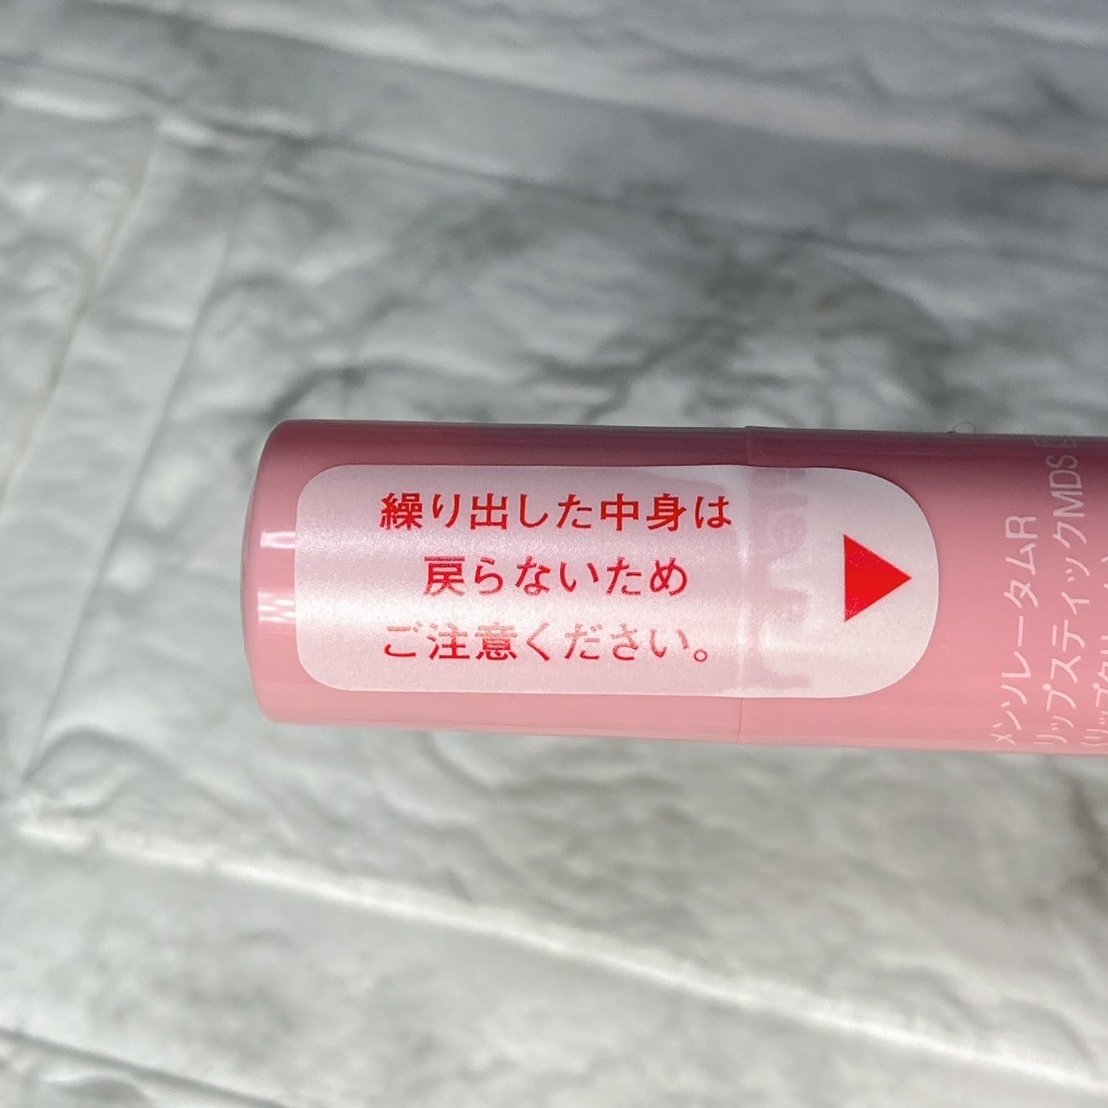 繰り出した中身は
戻らないため
ご注意ください。
メンソレータムR
リップスティックMDS